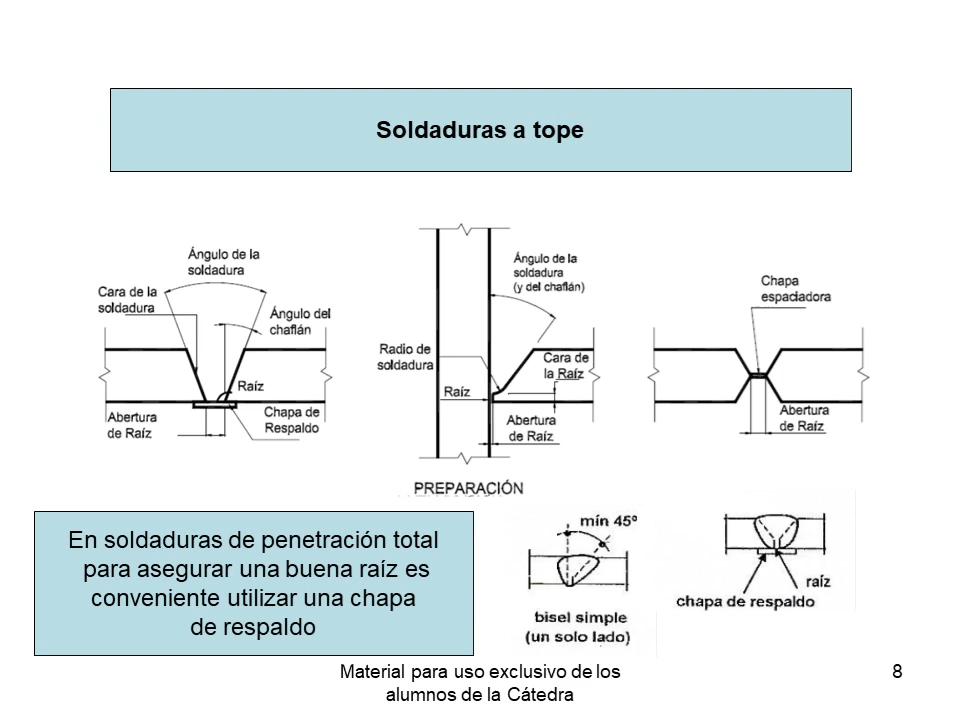 Soldaduras a tope
Ángulo de la
soldadura
Cara de la
soldadura
Ángulo del
chaflán
Raíz
Abertura
de Raíz
Chapa de
Respaldo
Ángulo de la
soldadura
(y del chaflán)
Radio de
soldadura
Cara de
la Raíz
Raíz
Abertura
de Raíz
Chapa
espaciadora
Abertura
de Raíz
PREPARACIÓN
En soldaduras de penetración total
para asegurar una buena raíz es
conveniente utilizar una chapa
de respaldo
mín 45º
bisel simple
(un solo lado)
raíz
chapa de respaldo
Material para uso exclusivo de los
alumnos de la Cátedra
8